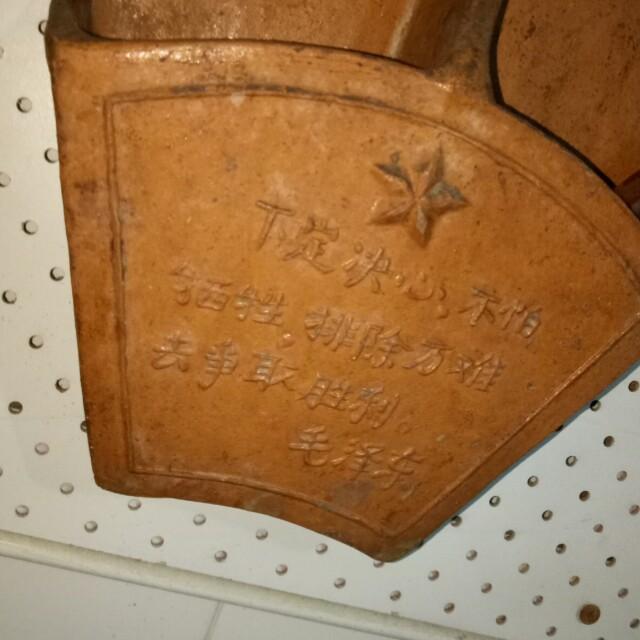 下定决心,不怕
牺牲,排除万难
去争取胜利。
毛泽东